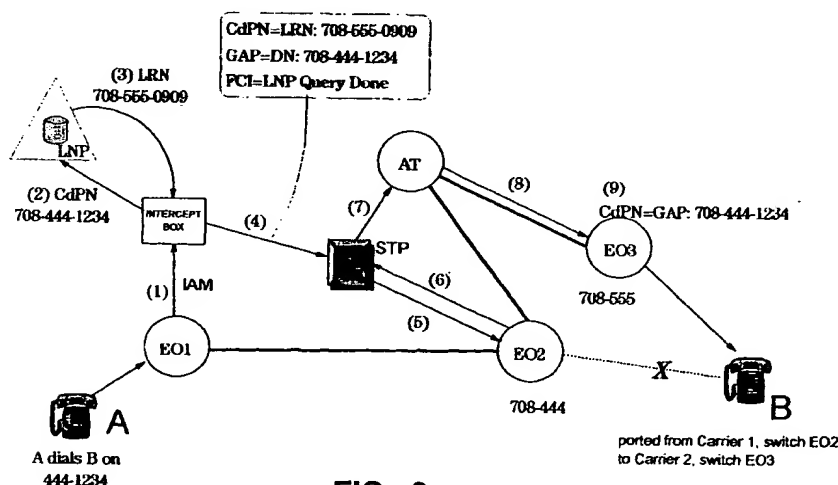 CdPN=LRN: 708-555-0909
GAP=DN: 708-444-1234
FCI=LNP Query Done
(3) LRN
708-555-0909
LNP
(2) CdPN
708-444-1234
INTERCEPT
BOX
(4)
(1)
IAM
EO1
A
A dials B on
444-1234
STP
(7)
AT
(8)
(9)
CdPN=GAP: 708-444-1234
EO3
708-555
(6)
(5)
EO2
708-444
X
B
ported from Carrier 1, switch EO2
to Carrier 2, switch EO3